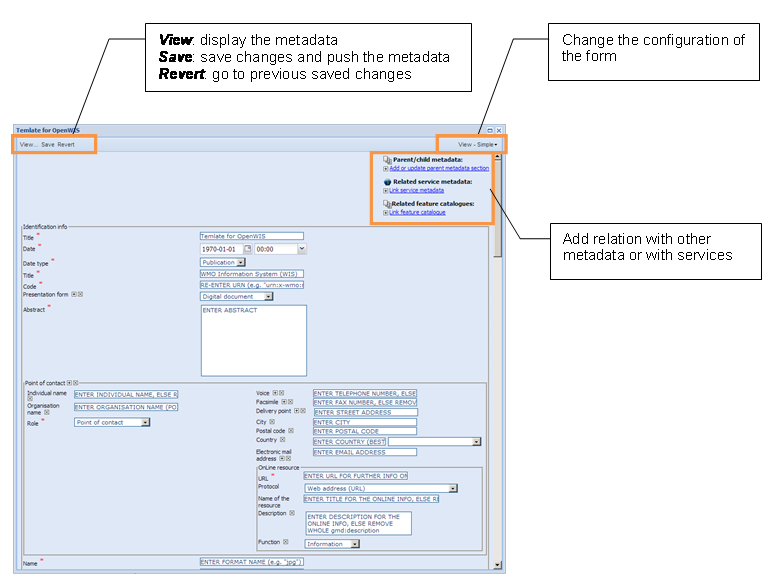 View: display the metadata
Save: save changes and push the metadata
Revert: go to previous saved changes
Change the configuration of
the form
Temlate for OpenWIS
View... Save Revert
View - Simple
Parent/child metadata:
Add or update parent metadata section
Related service metadata:
Link service metadata
Related feature catalogues:
Link feature catalogue
Add relation with other
metadata or with services
Identification info
Title * Temlate for OpenWIS
Date * 1970-01-01 00:00
Date type * Publication
Title * WMO Information System (WIS)
Code * RE-ENTER URN (e.g. "urn:x-wmo:
Presentation form Digital document
Abstract * ENTER ABSTRACT
Point of contact
Individual name ENTER INDIVIDUAL NAME, ELSE R
Organisation
name ENTER ORGANISATION NAME (PO
Role * Point of contact
Voice ENTER TELEPHONE NUMBER, ELSE
Facsimile ENTER FAX NUMBER, ELSE REMOV
Delivery point ENTER STREET ADDRESS
City ENTER CITY
Postal code ENTER POSTAL CODE
Country ENTER COUNTRY (BEST
Electronic mail
address ENTER EMAIL ADDRESS
OnLine resource
URL * ENTER URL FOR FURTHER INFO ON
Protocol Web address (URL)
Name of the
resource ENTER TITLE FOR THE ONLINE INFO, ELSE RE
Description ENTER DESCRIPTION FOR THE
ONLINE INFO, ELSE REMOVE
WHOLE gmd:description
Function Information
Name * ENTER FORMAT NAME (e.g. "jpg")